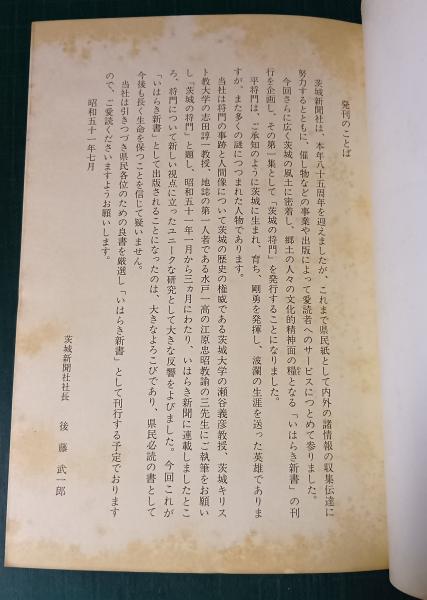 発刊のことば
茨城新聞社は、本年八十五周年を迎えましたが、これまで県民紙として内外の諸情報の収集伝達に
努力するとともに、催し物などの事業や出版によって愛読者へのサービスにつとめて参りました。
今回さらに広く茨城の風土に密着し、郷土の人々の文化的精神面の糧となる「いはらき新書」の刊
行を企画し、その第一集として「茨城の将門」を発行することになりました。
平将門は、ご承知のように茨城に生まれ、育ち、剛勇を発揮し、波瀾の生涯を送った英雄でありま
すが、また多くの謎につつまれた人物であります。
当社は将門の事跡と人間像について茨城の歴史の権威である茨城大学の瀬谷義彦教授、茨城キリス
ト教大学の志田諄一教授、地誌の第一人者である水戸一高の江原忠昭教諭の三先生にご執筆をお願い
し「茨城の将門」と題し、昭和五十一年一月から三ヵ月にわたり、いはらき新聞に連載しましたとこ
ろ、将門について新しい視点に立ったユニークな研究として大きな反響をよびました。今回これが
「いはらき新書」として出版されることになったのは、大きなよろこびであり、県民必読の書として
今後も長く生命を保つことを信じて疑いません。
当社は引きつづき県民各位のための良書を厳選し「いはらき新書」として刊行する予定でおります
ので、ご愛読くださいますようお願いします。
昭和五十一年七月
茨城新聞社社長　後藤武一郎